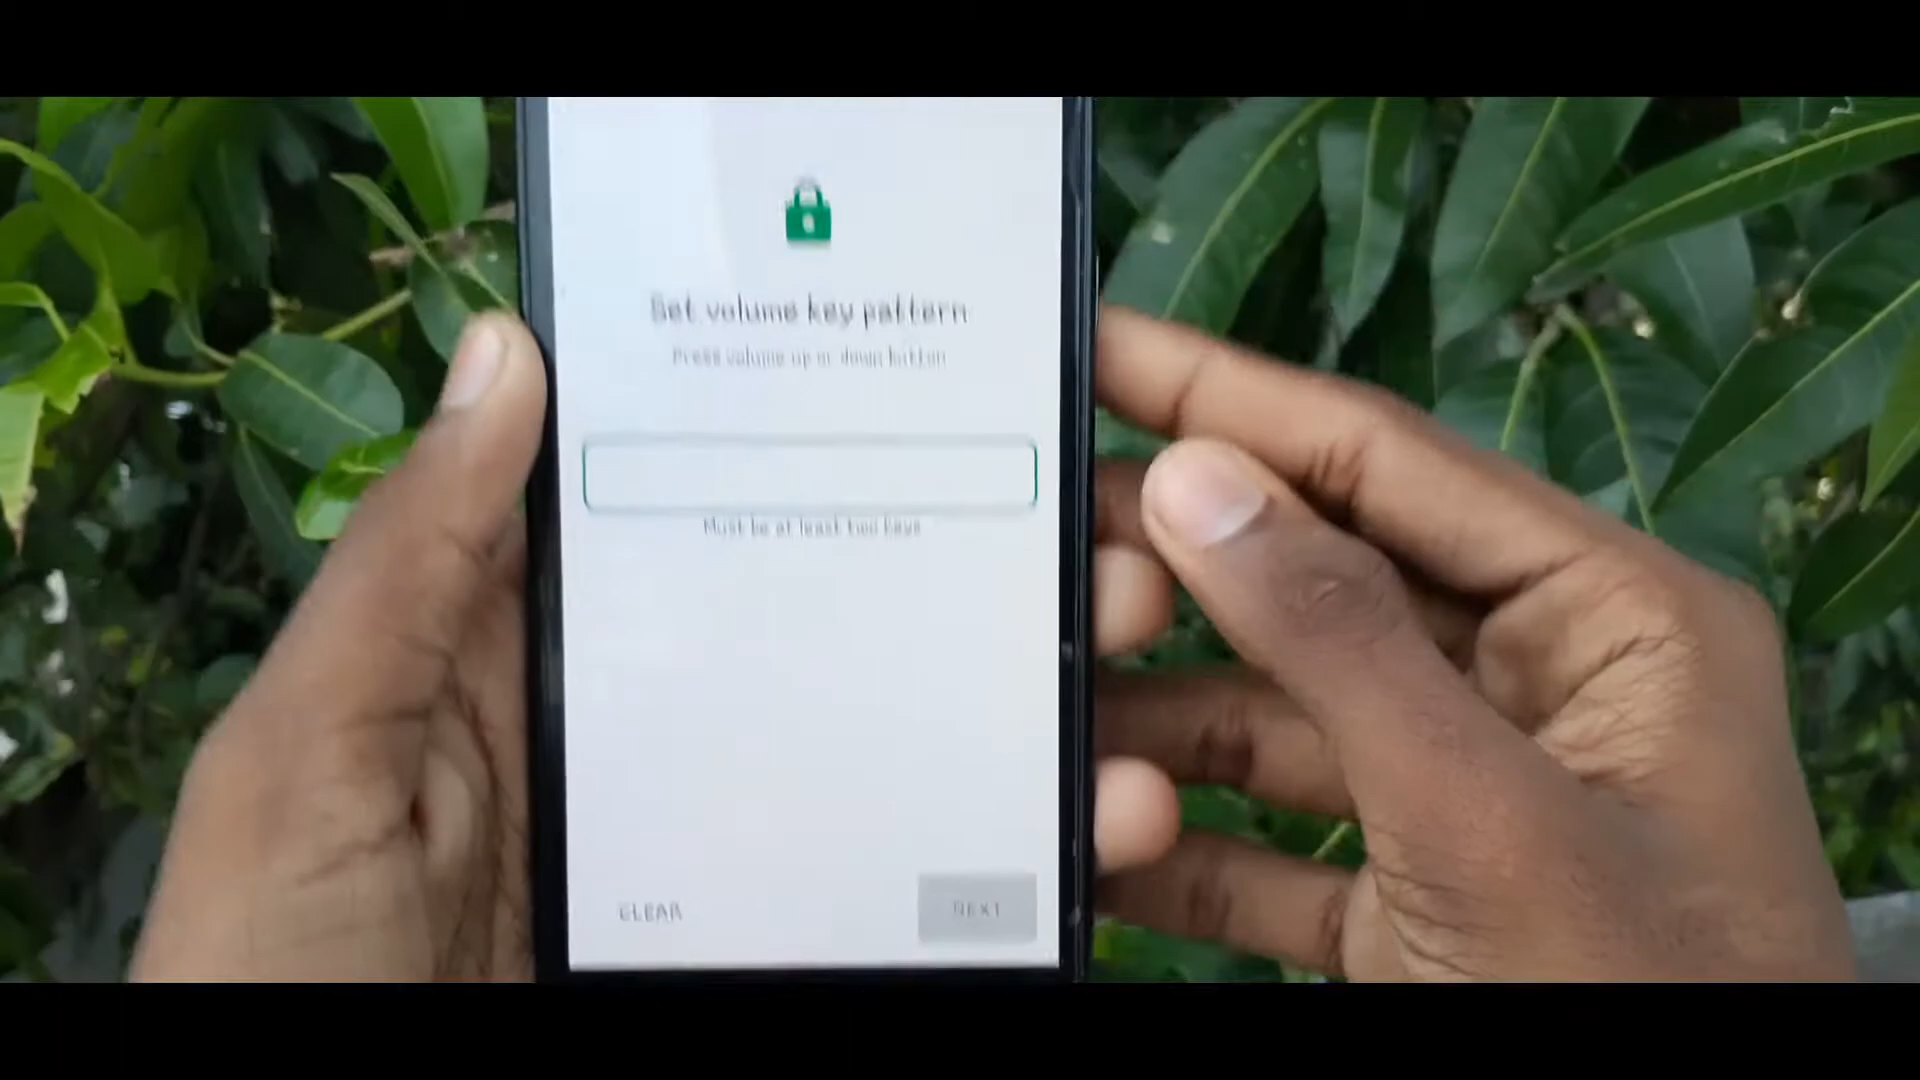 Set volume key pattern
Press volume up or down button
Must be at least two keys
CLEAR
NEXT